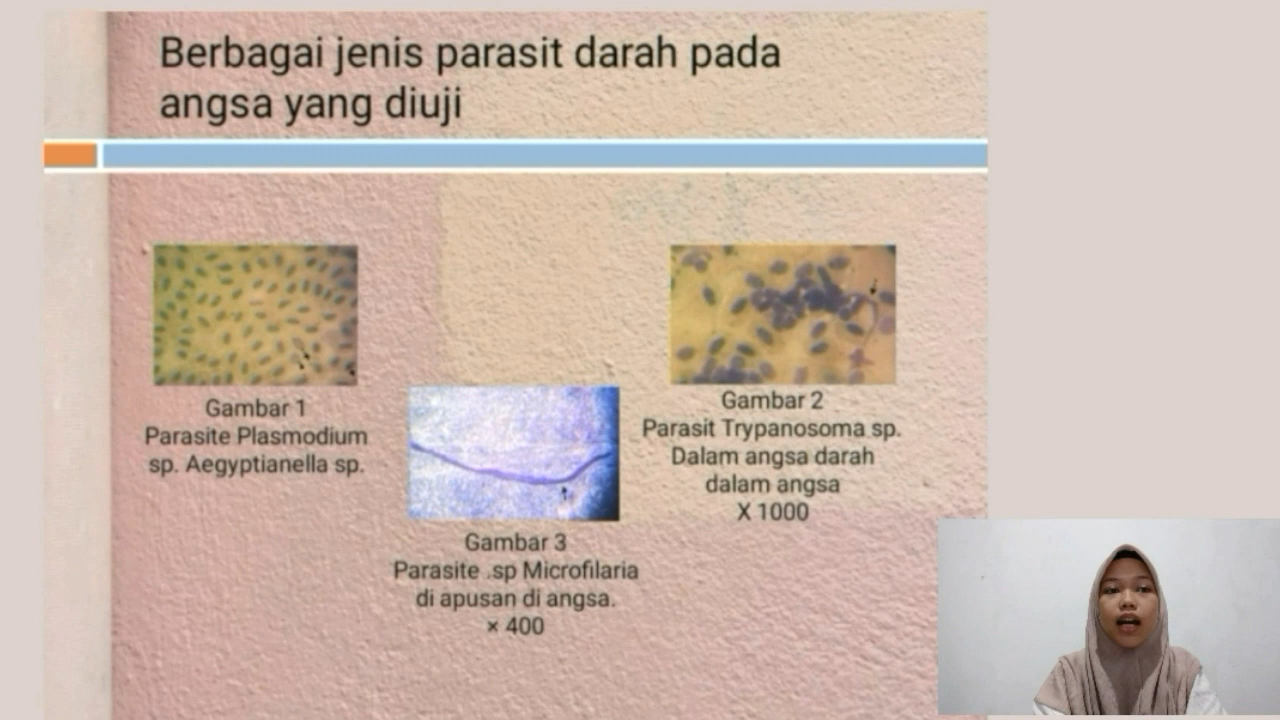 Berbagai jenis parasit darah pada
angsa yang diuji
Gambar 1
Parasite Plasmodium
sp. Aegyptianella sp.
Gambar 2
Parasit Trypanosoma sp.
Dalam angsa darah
dalam angsa
X 1000
Gambar 3
Parasite .sp Microfilaria
di apusan di angsa.
× 400